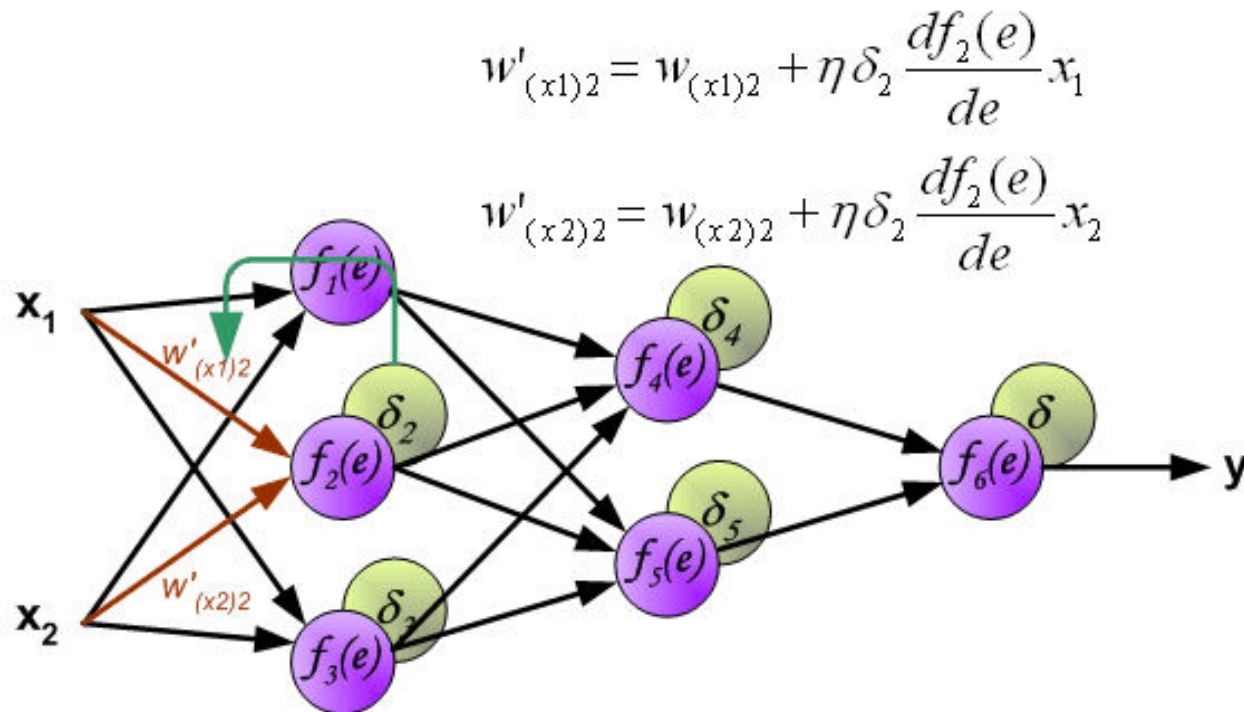 w'(x1)2 = w(x1)2 + η δ2 df2(e)/de x1
w'(x2)2 = w(x2)2 + η δ2 df2(e)/de x2
f1(e)
x1
δ4
w'(x1)2
f4(e)
δ2
δ
f2(e)
f6(e)
y
δ5
w'(x2)2
f5(e)
x2
δ3
f3(e)